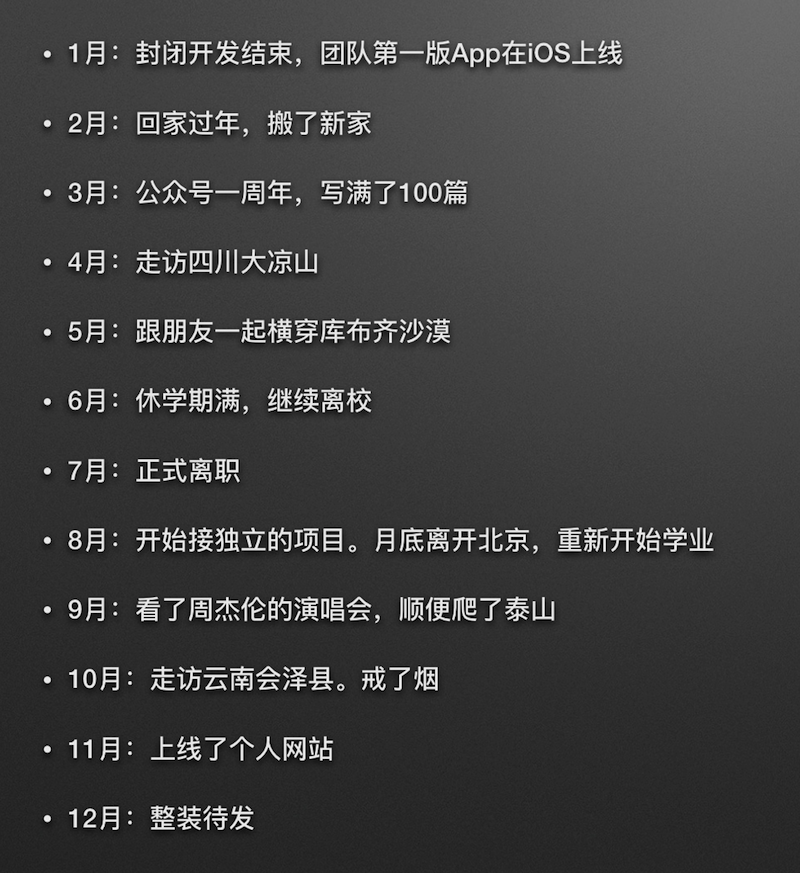 • 1月：封闭开发结束，团队第一版App在iOS上线
• 2月：回家过年，搬了新家
• 3月：公众号一周年，写满了100篇
• 4月：走访四川大凉山
• 5月：跟朋友一起横穿库布齐沙漠
• 6月：休学期满，继续离校
• 7月：正式离职
• 8月：开始接独立的项目。月底离开北京，重新开始学业
• 9月：看了周杰伦的演唱会，顺便爬了泰山
• 10月：走访云南会泽县。戒了烟
• 11月：上线了个人网站
• 12月：整装待发